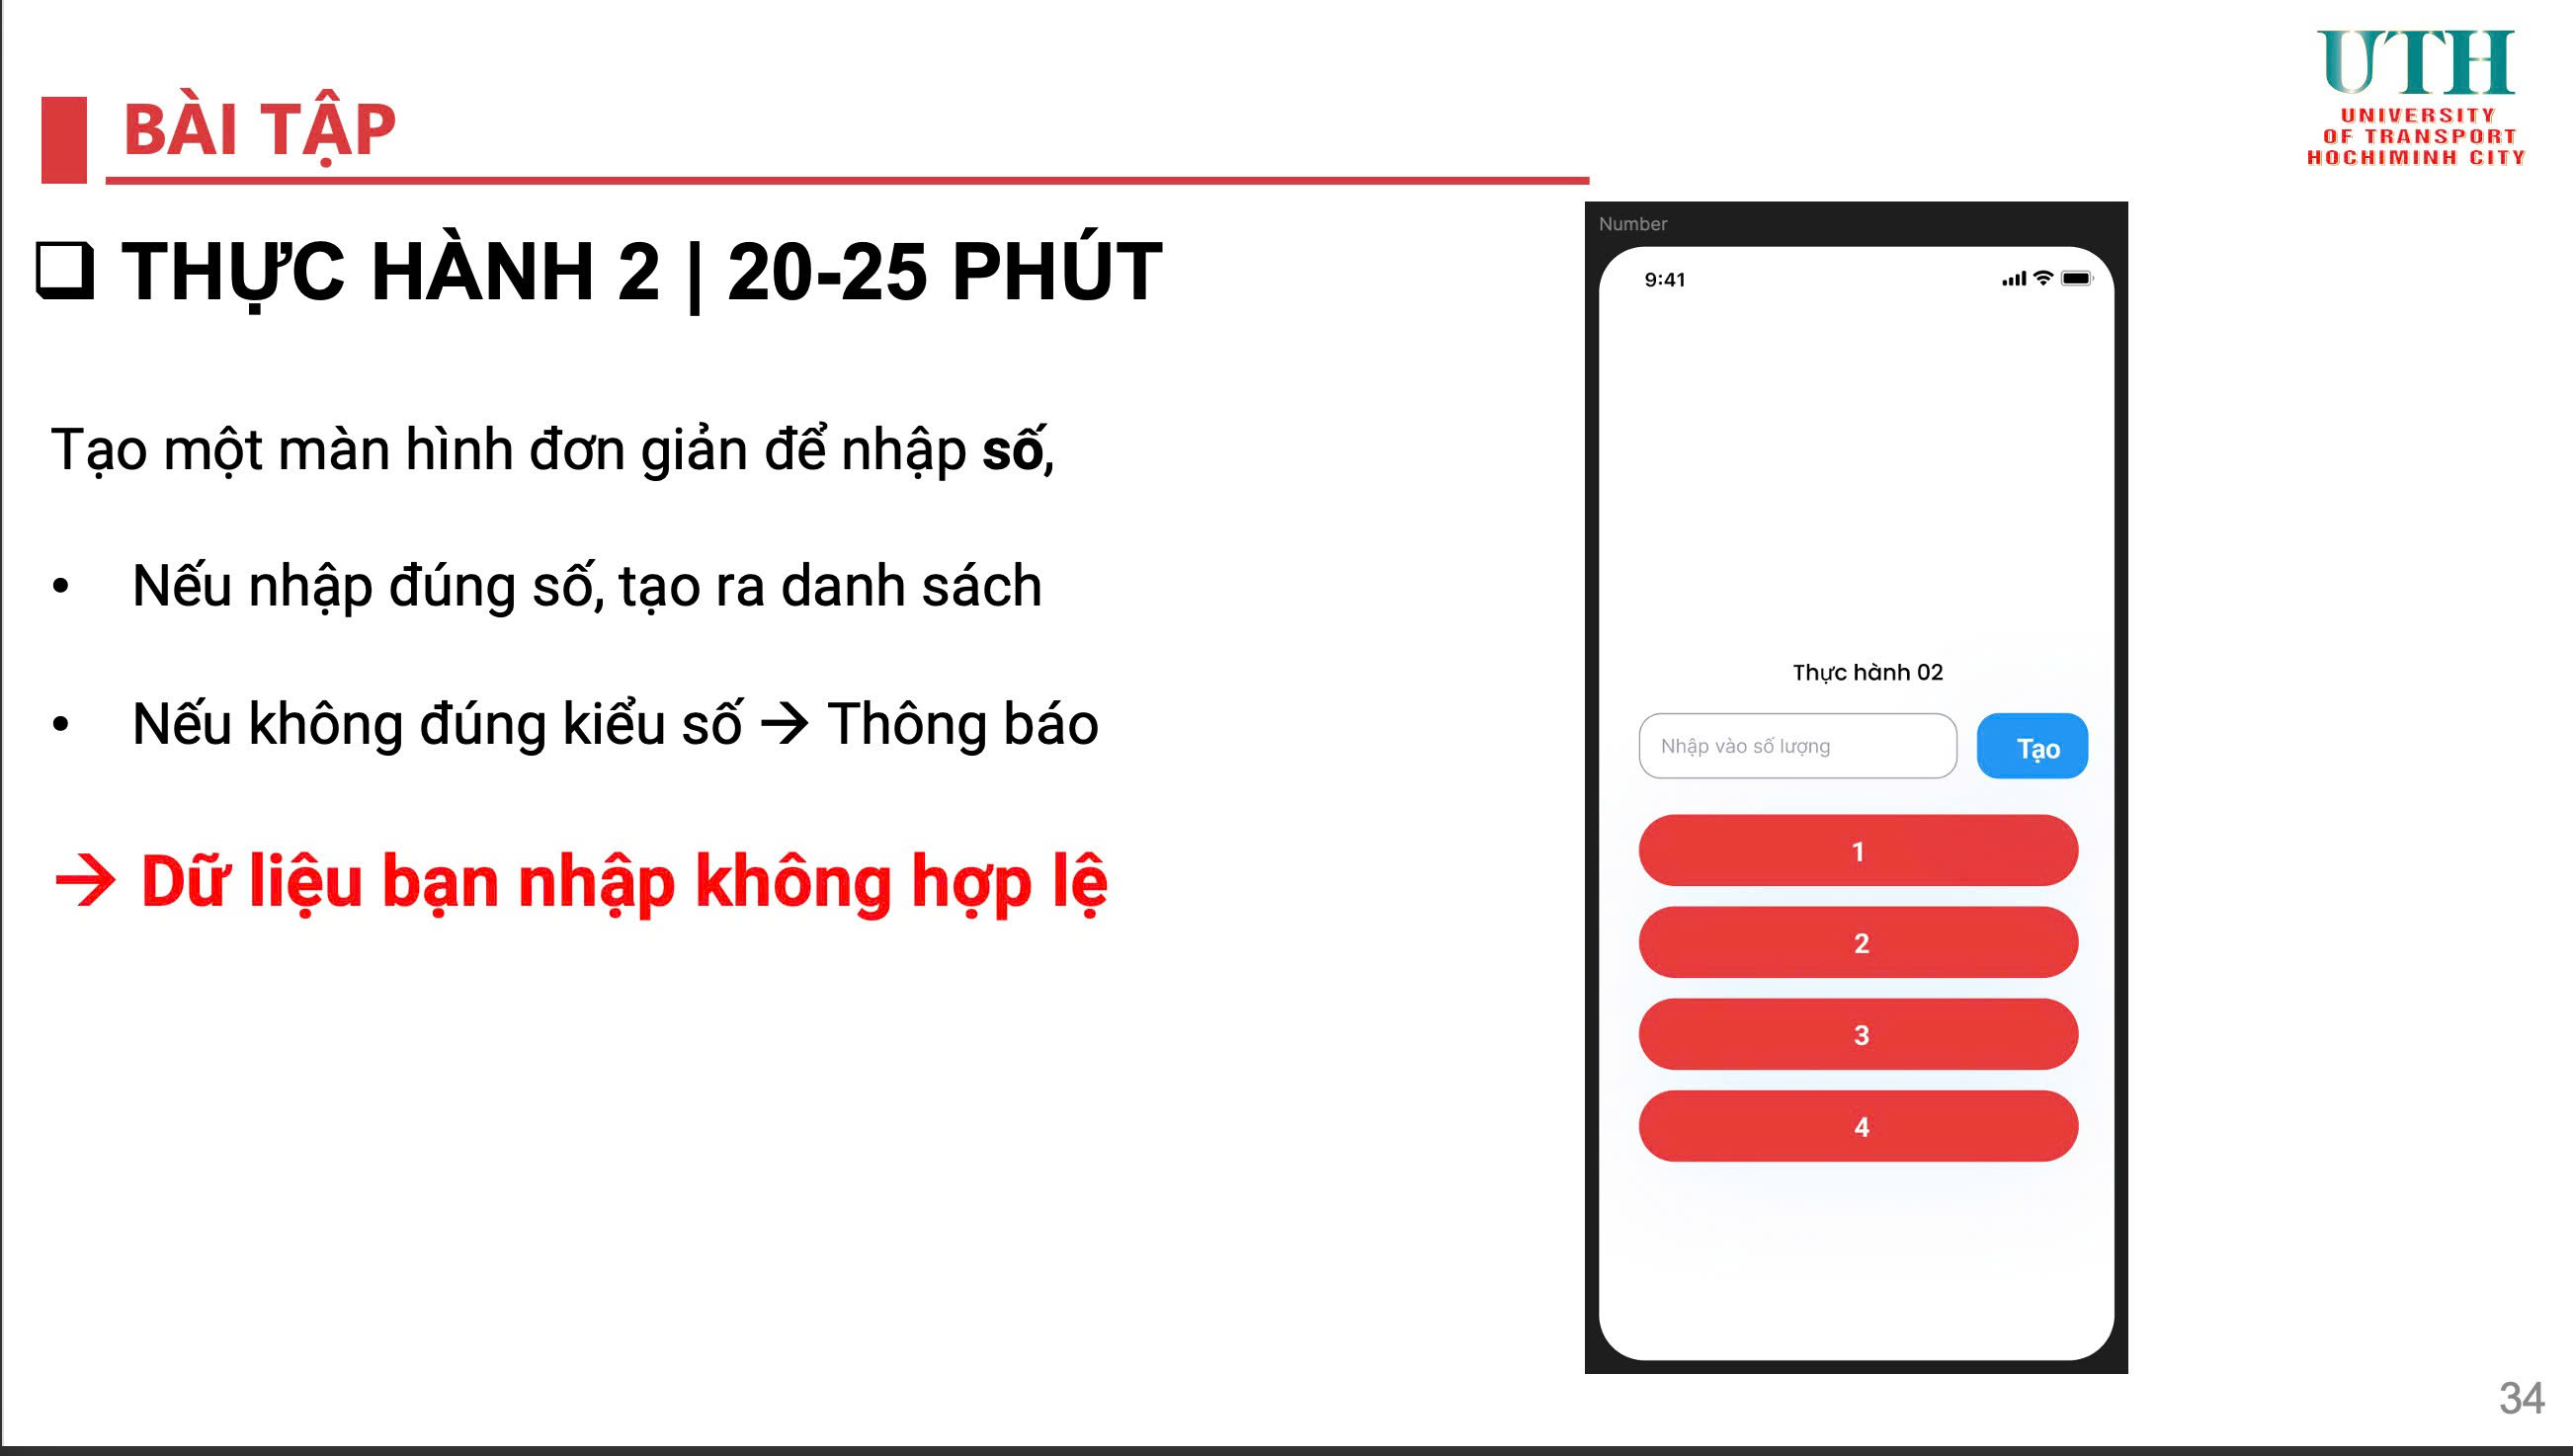 BÀI TẬP
UTH
UNIVERSITY
OF TRANSPORT
HOCHIMINH CITY
❑ THỰC HÀNH 2 | 20-25 PHÚT
Tạo một màn hình đơn giản để nhập số,
• Nếu nhập đúng số, tạo ra danh sách
• Nếu không đúng kiểu số → Thông báo
→ Dữ liệu bạn nhập không hợp lệ
Number
9:41
Thực hành 02
Nhập vào số lượng
Tạo
1
2
3
4
34